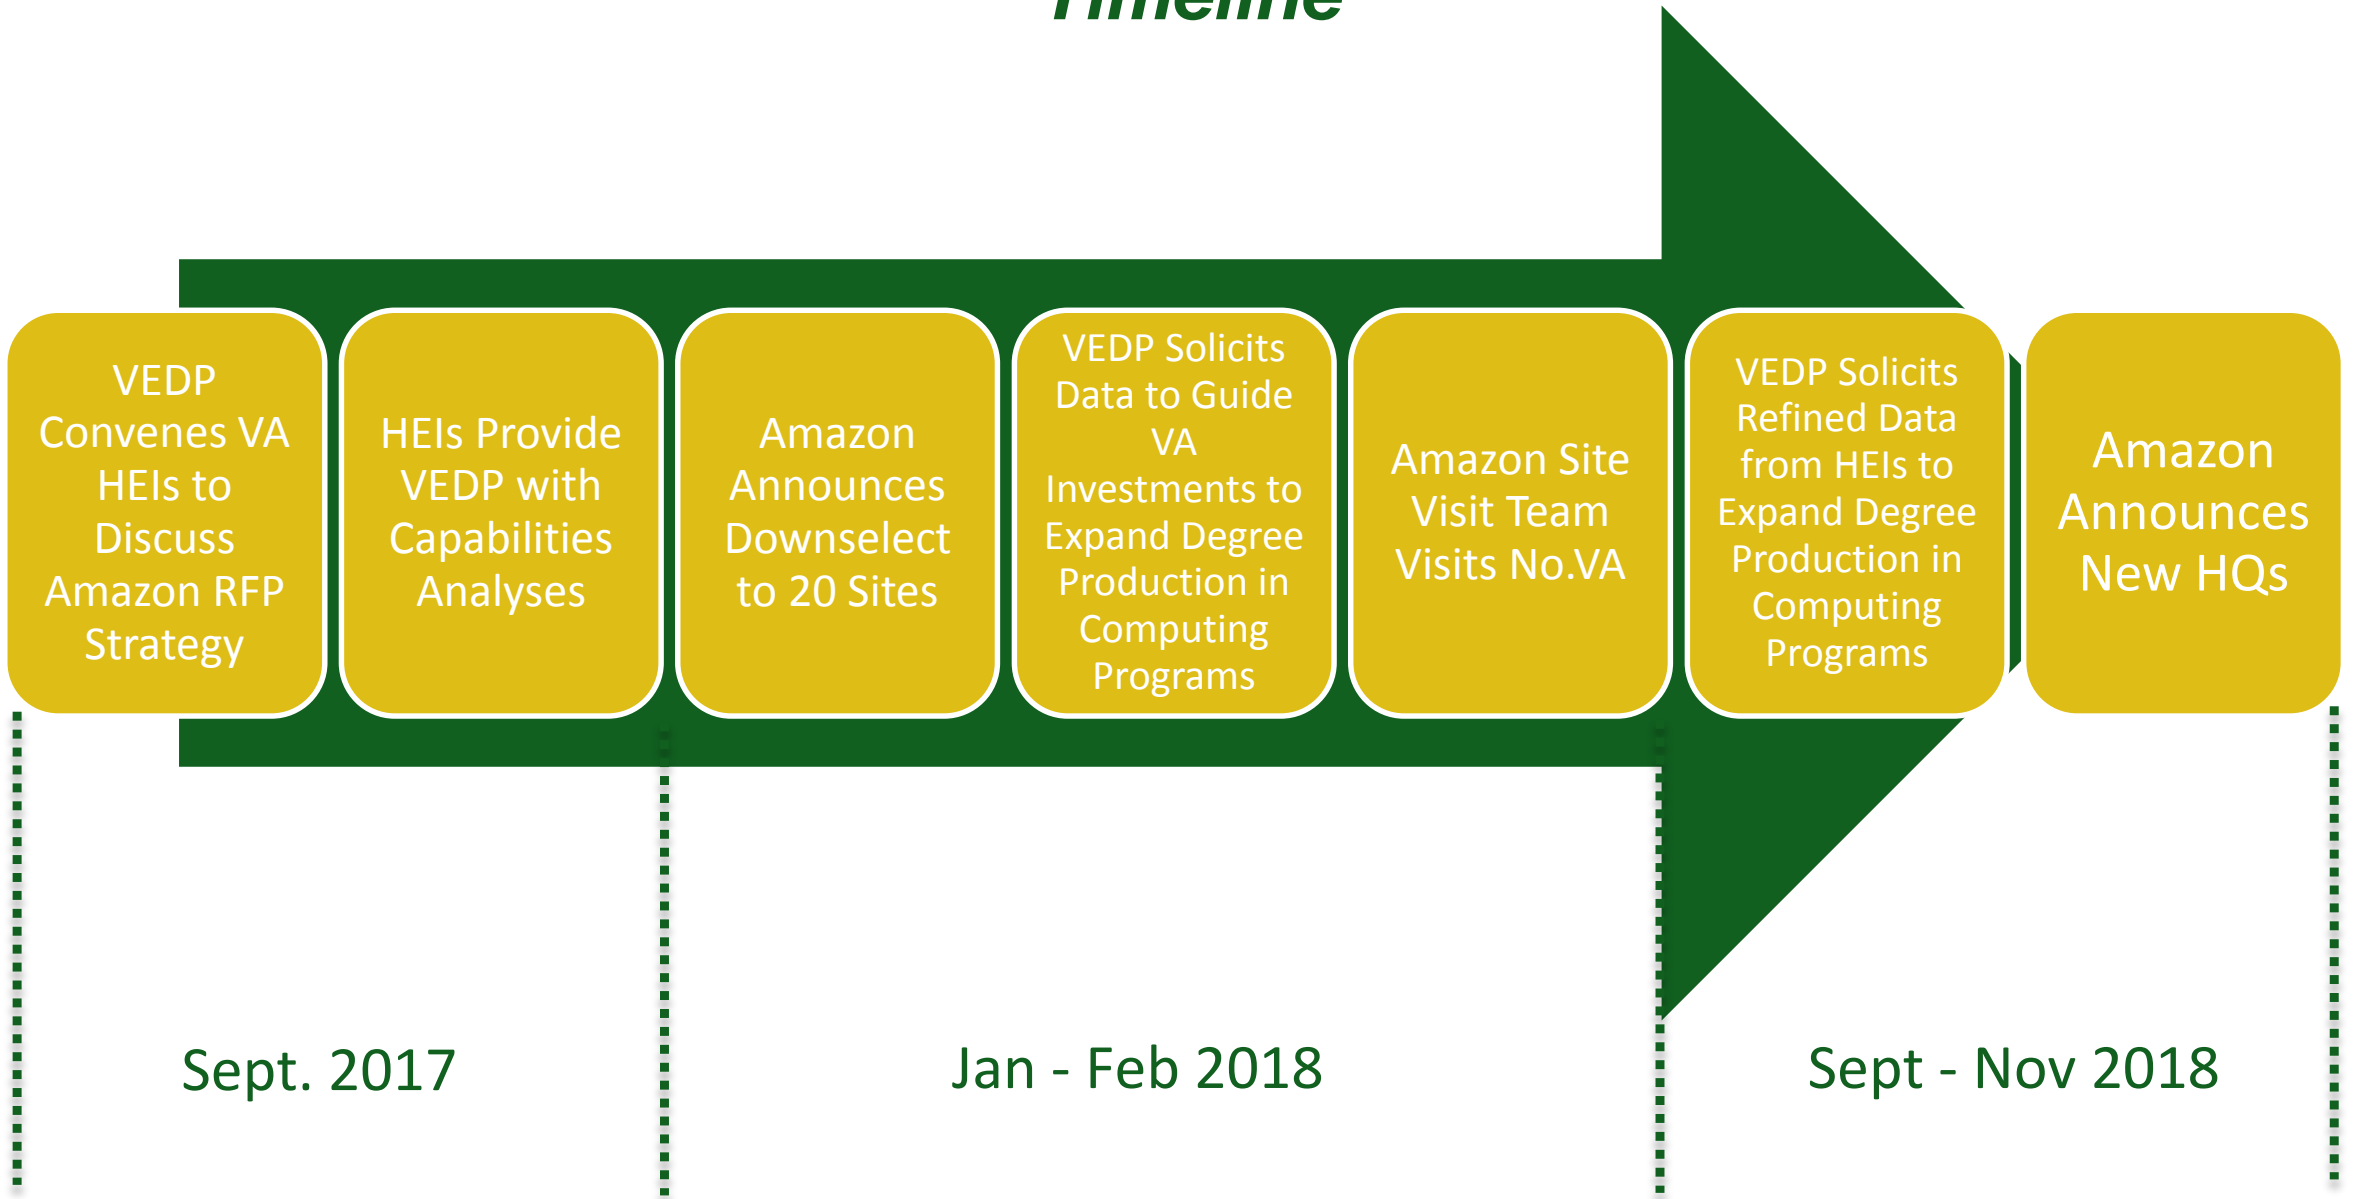 Timeline
VEDP
Convenes VA
HEIs to
Discuss
Amazon RFP
Strategy
HEIs Provide
VEDP with
Capabilities
Analyses
Amazon
Announces
Downselect
to 20 Sites
VEDP Solicits
Data to Guide
VA
Investments to
Expand Degree
Production in
Computing
Programs
Amazon Site
Visit Team
Visits No.VA
VEDP Solicits
Refined Data
from HEIs to
Expand Degree
Production in
Computing
Programs
Amazon
Announces
New HQs
Sept. 2017
Jan - Feb 2018
Sept - Nov 2018